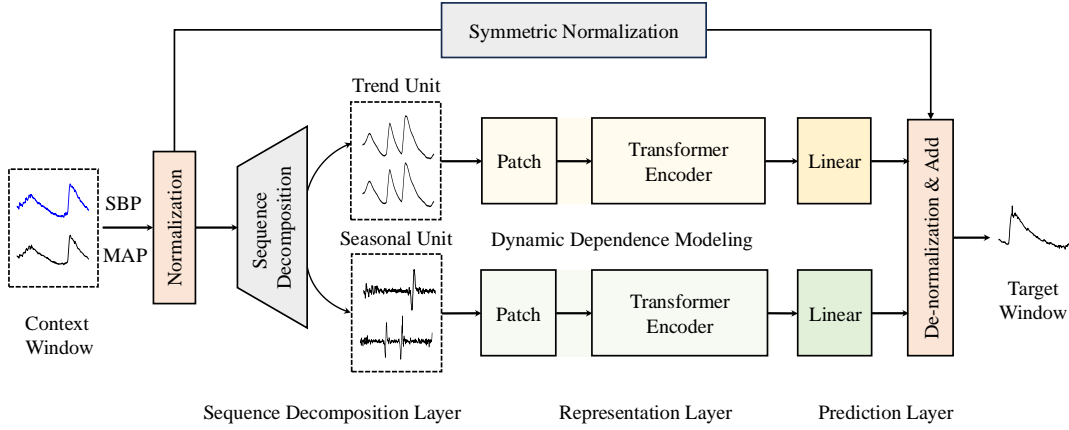 Symmetric Normalization
Trend Unit
Patch
Transformer
Encoder
Linear
SBP
MAP
Normalization
Sequence
Decomposition
De-normalization & Add
Seasonal Unit
Dynamic Dependence Modeling
Patch
Transformer
Encoder
Linear
Context
Window
Target
Window
Sequence Decomposition Layer
Representation Layer
Prediction Layer